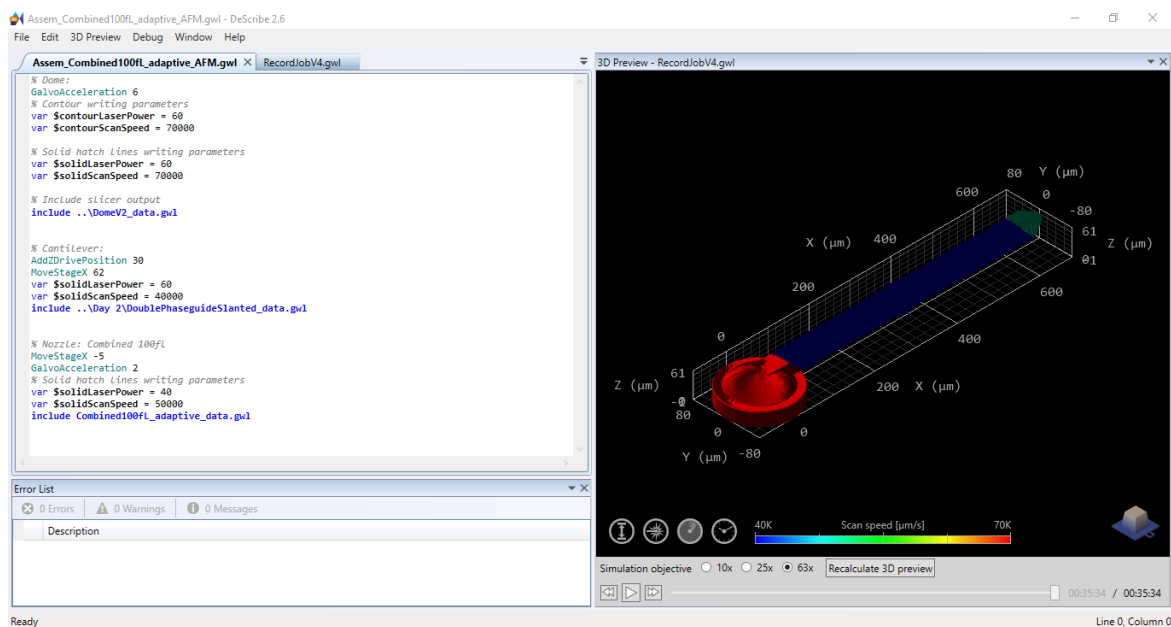 Assem_Combined100fL_adaptive_AFM.gwl - DeScribe 2.6
File Edit 3D Preview Debug Window Help
Assem_Combined100fL_adaptive_AFM.gwl RecordJobV4.gwl
% Dome:
GalvoAcceleration 6
% Contour writing parameters
var $contourLaserPower = 60
var $contourScanSpeed = 70000
% Solid hatch lines writing parameters
var $solidLaserPower = 60
var $solidScanSpeed = 70000
% Include slicer output
include ..\DomeV2_data.gwl
% Cantilever:
AddZDrivePosition 30
MoveStageX 62
var $solidLaserPower = 60
var $solidScanSpeed = 40000
include ..\Day 2\DoublePhaseguideSlanted_data.gwl
% Nozzle: Combined 100fL
MoveStageX -5
GalvoAcceleration 2
% Solid hatch lines writing parameters
var $solidLaserPower = 40
var $solidScanSpeed = 50000
include Combined100fL_adaptive_data.gwl
Error List
0 Errors 0 Warnings 0 Messages
Description
3D Preview - RecordJobV4.gwl
80 Y (µm)
600 0
-80
X (µm) 400 61
Z (µm)
200 600
0 400
61
Z (µm) 200 X (µm)
80
0 0
Y (µm) -80
40K Scan speed [µm/s] 70K
Simulation objective 10x 25x 63x Recalculate 3D preview
00:35:34 / 00:35:34
Ready Line 0, Column 0